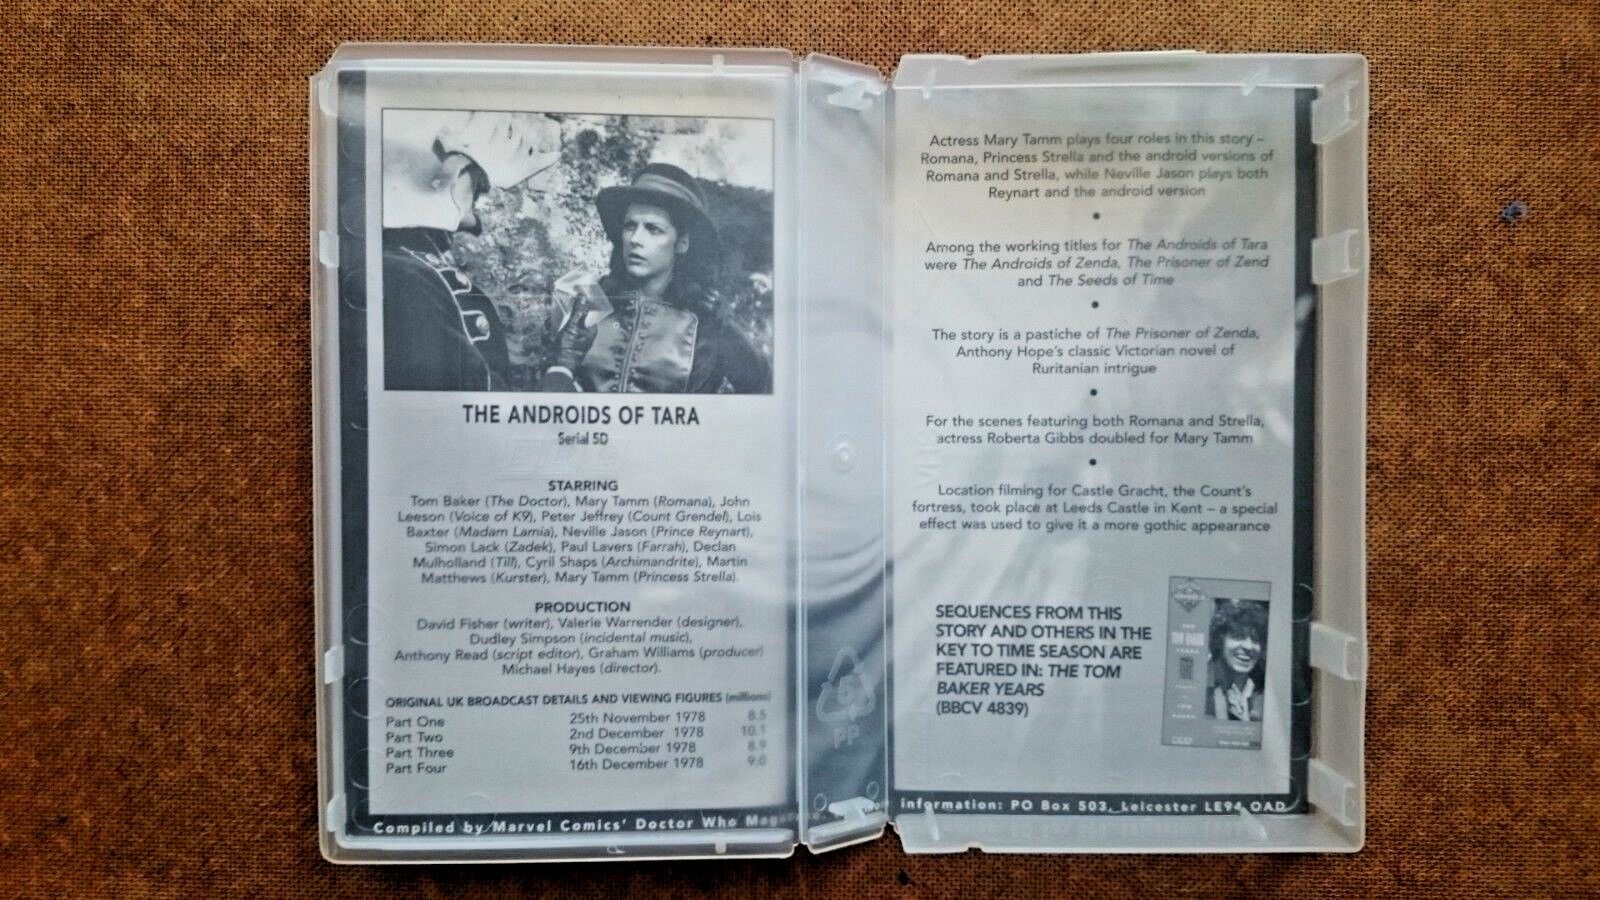 THE ANDROIDS OF TARA
Serial 5D
STARRING
Tom Baker (The Doctor), Mary Tamm (Romana), John
Leeson (Voice of K9), Peter Jeffrey (Count Grendel), Lois
Baxter (Madam Lamia), Neville Jason (Prince Reynart),
Simon Lack (Zadek), Paul Lavers (Farrah), Declan
Mulholland (Till), Cyril Shaps (Archimandrite), Martin
Matthews (Kurster), Mary Tamm (Princess Strella).
PRODUCTION
David Fisher (writer), Valerie Warrender (designer),
Dudley Simpson (incidental music),
Anthony Read (script editor), Graham Williams (producer)
Michael Hayes (director).
ORIGINAL UK BROADCAST DETAILS AND VIEWING FIGURES (millions)
Part One 25th November 1978 8.5
Part Two 2nd December 1978 10.1
Part Three 9th December 1978 8.9
Part Four 16th December 1978 9.0
Compiled by Marvel Comics' Doctor Who
PP
Actress Mary Tamm plays four roles in this story –
Romana, Princess Strella and the android versions of
Romana and Strella, while Neville Jason plays both
Reynart and the android version
Among the working titles for The Androids of Tara
were The Androids of Zenda, The Prisoner of Zend
and The Seeds of Time
The story is a pastiche of The Prisoner of Zenda,
Anthony Hope's classic Victorian novel of
Ruritanian intrigue
For the scenes featuring both Romana and Strella,
actress Roberta Gibbs doubled for Mary Tamm
Location filming for Castle Gracht, the Count's
fortress, took place at Leeds Castle in Kent – a special
effect was used to give it a more gothic appearance
SEQUENCES FROM THIS
STORY AND OTHERS IN THE
KEY TO TIME SEASON ARE
FEATURED IN: THE TOM
BAKER YEARS
(BBCV 4839)
THE
TOM BAKER
YEARS
information: PO Box 503, Leicester LE94 OAD